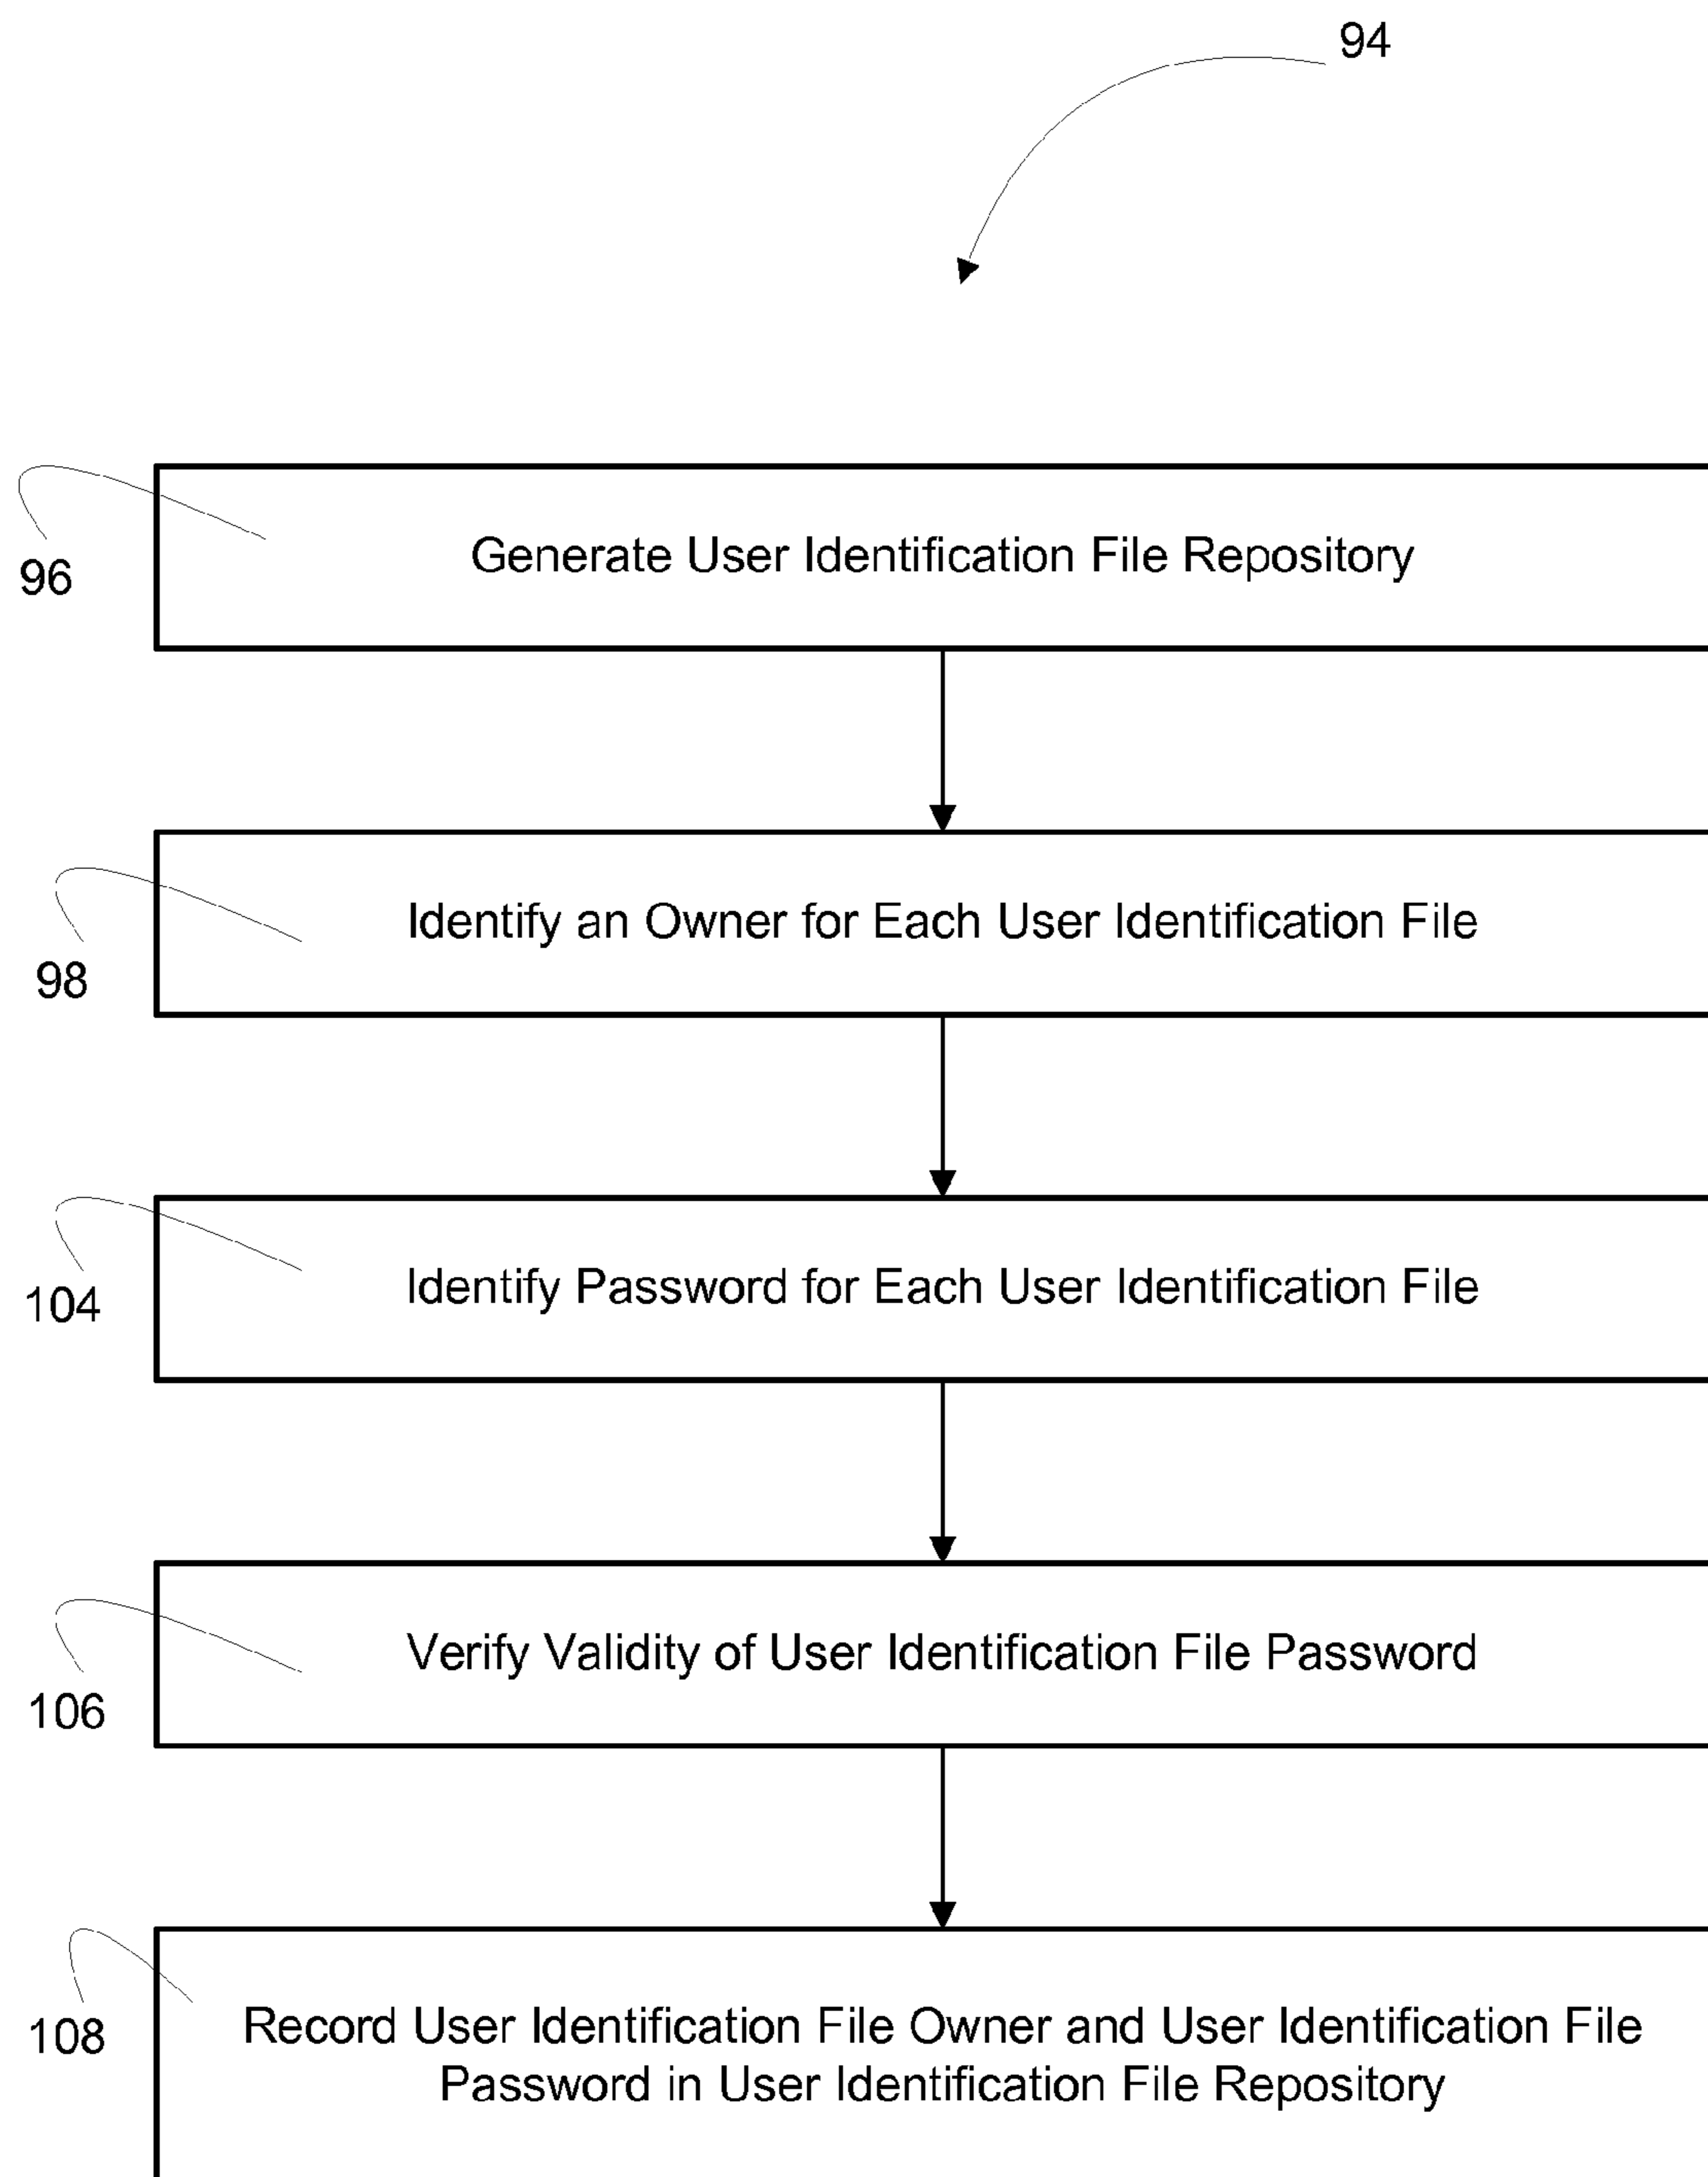 94
Generate User Identification File Repository
96
Identify an Owner for Each User Identification File
98
Identify Password for Each User Identification File
104
Verify Validity of User Identification File Password
106
Record User Identification File Owner and User Identification File
Password in User Identification File Repository
108